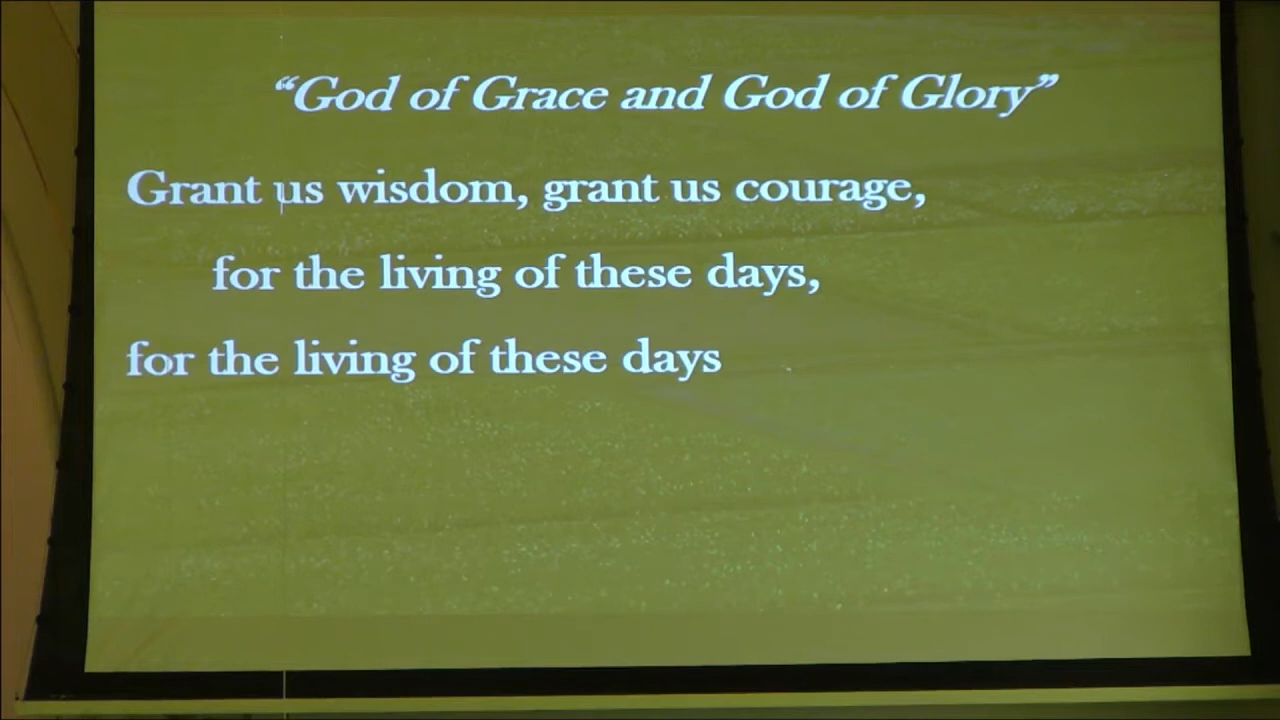 “God of Grace and God of Glory”
Grant us wisdom, grant us courage,
for the living of these days,
for the living of these days